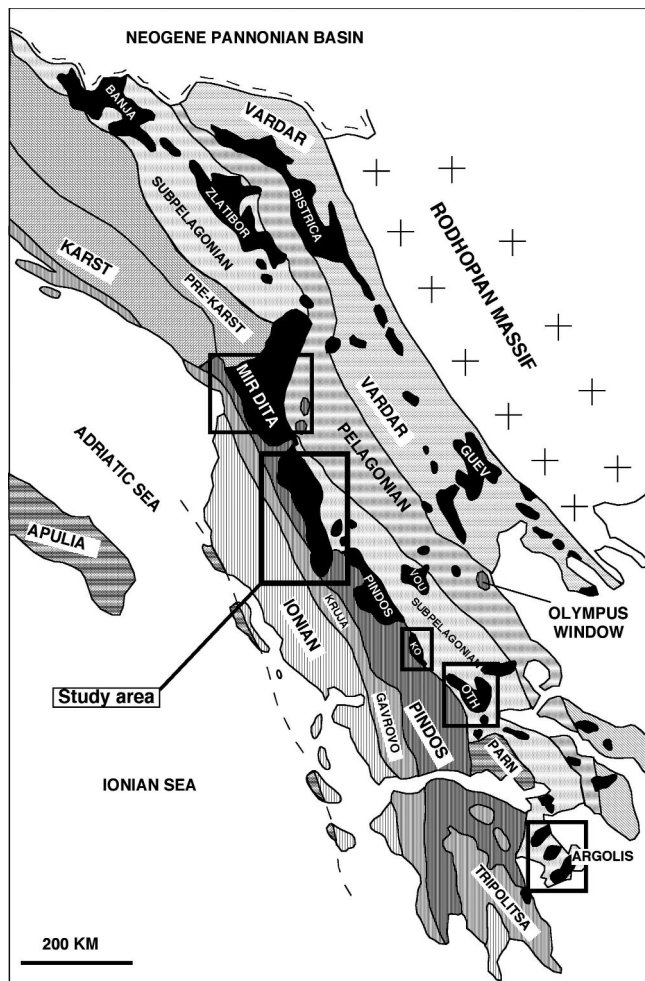 NEOGENE PANNONIAN BASIN
BANJA
VARDAR
ZLATIBOR
BISTRICA
SUBPELAGONIAN
KARST
PRE-KARST
RODHOPIAN MASSIF
MIRDITA
VARDAR
PELAGONIAN
GUEV
ADRIATIC SEA
APULIA
VOU
PINDOS
OLYMPUS
WINDOW
KRUJA
IONIAN
SUBPELAGONIAN
KO
Study area
OTH
GAVROVO
PINDOS
PARN
IONIAN SEA
ARGOLIS
TRIPOLITSA
200 KM